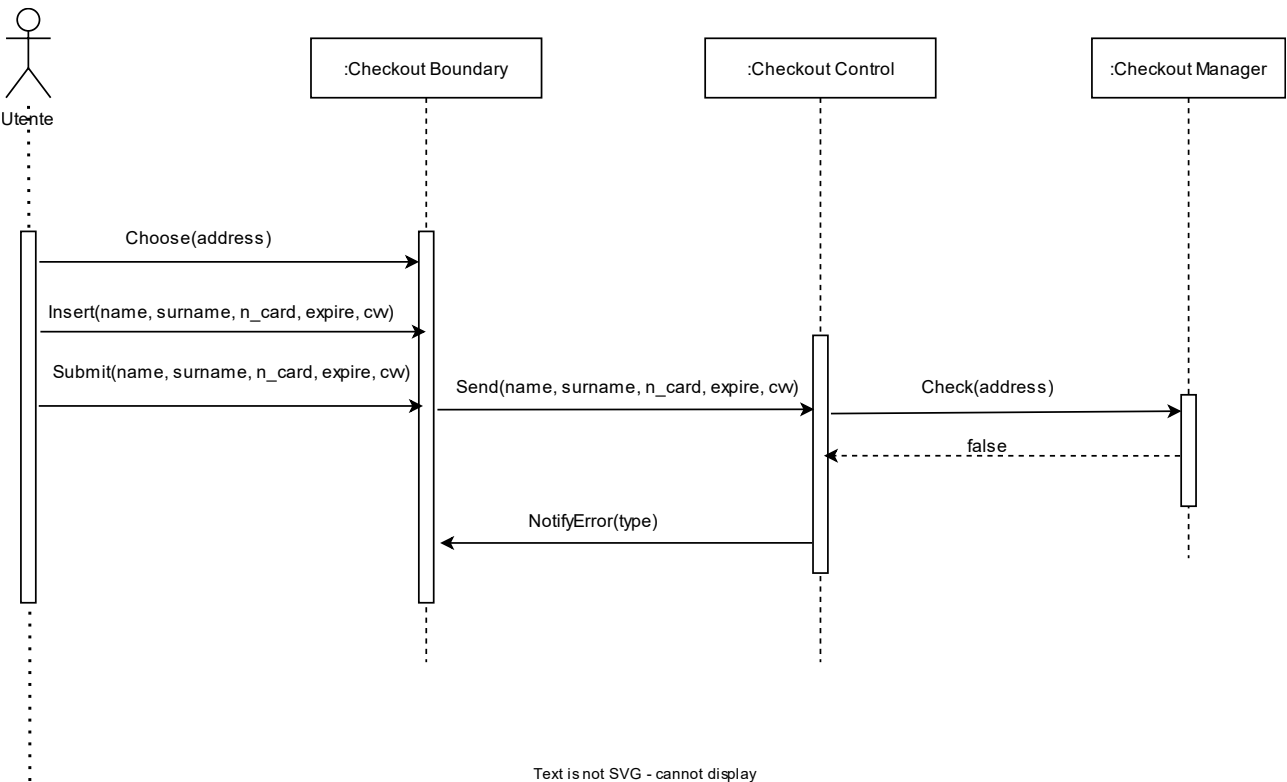 :Checkout Boundary
:Checkout Control
:Checkout Manager
Utente
Choose(address)
Insert(name, surname, n_card, expire, cvv)
Submit(name, surname, n_card, expire, cvv)
Send(name, surname, n_card, expire, cvv)
Check(address)
false
NotifyError(type)
Text is not SVG - cannot display